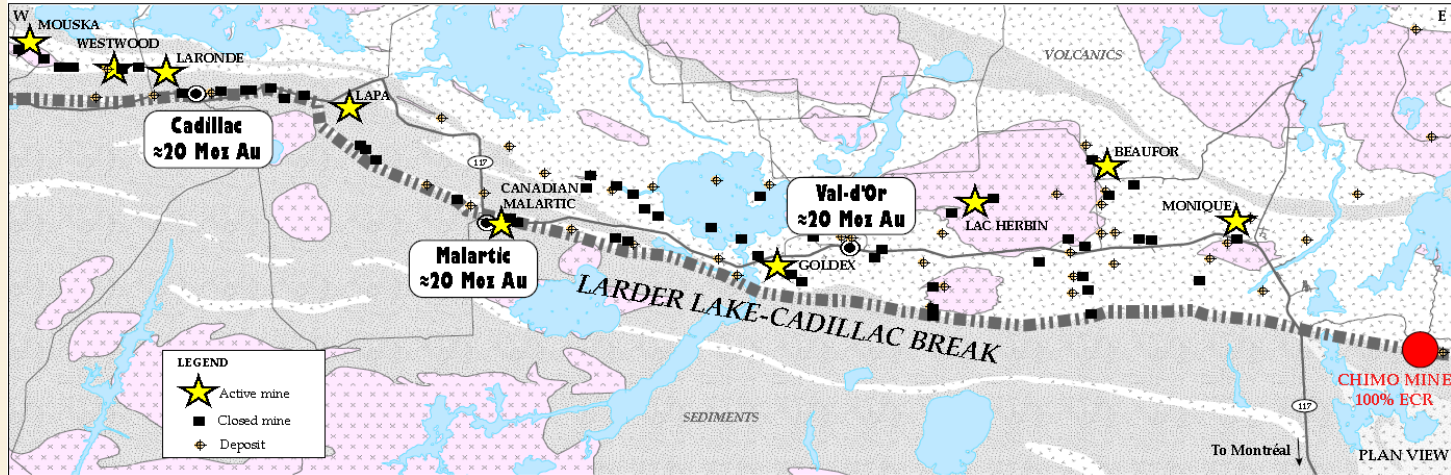 W
E
MOUSKA
WESTWOOD
LARONDE
VOLCANICS
LAPA
Cadillac
≈20 Moz Au
117
BEAUFOR
CANADIAN
MALARTIC
Val-d'Or
≈20 Moz Au
LAC HERBIN
MONIQUE
Malartic
≈20 Moz Au
GOLDEX
LARDER LAKE-CADILLAC BREAK
LEGEND
Active mine
Closed mine
Deposit
SEDIMENTS
CHIMO MINE
100% ECR
117
To Montréal
PLAN VIEW